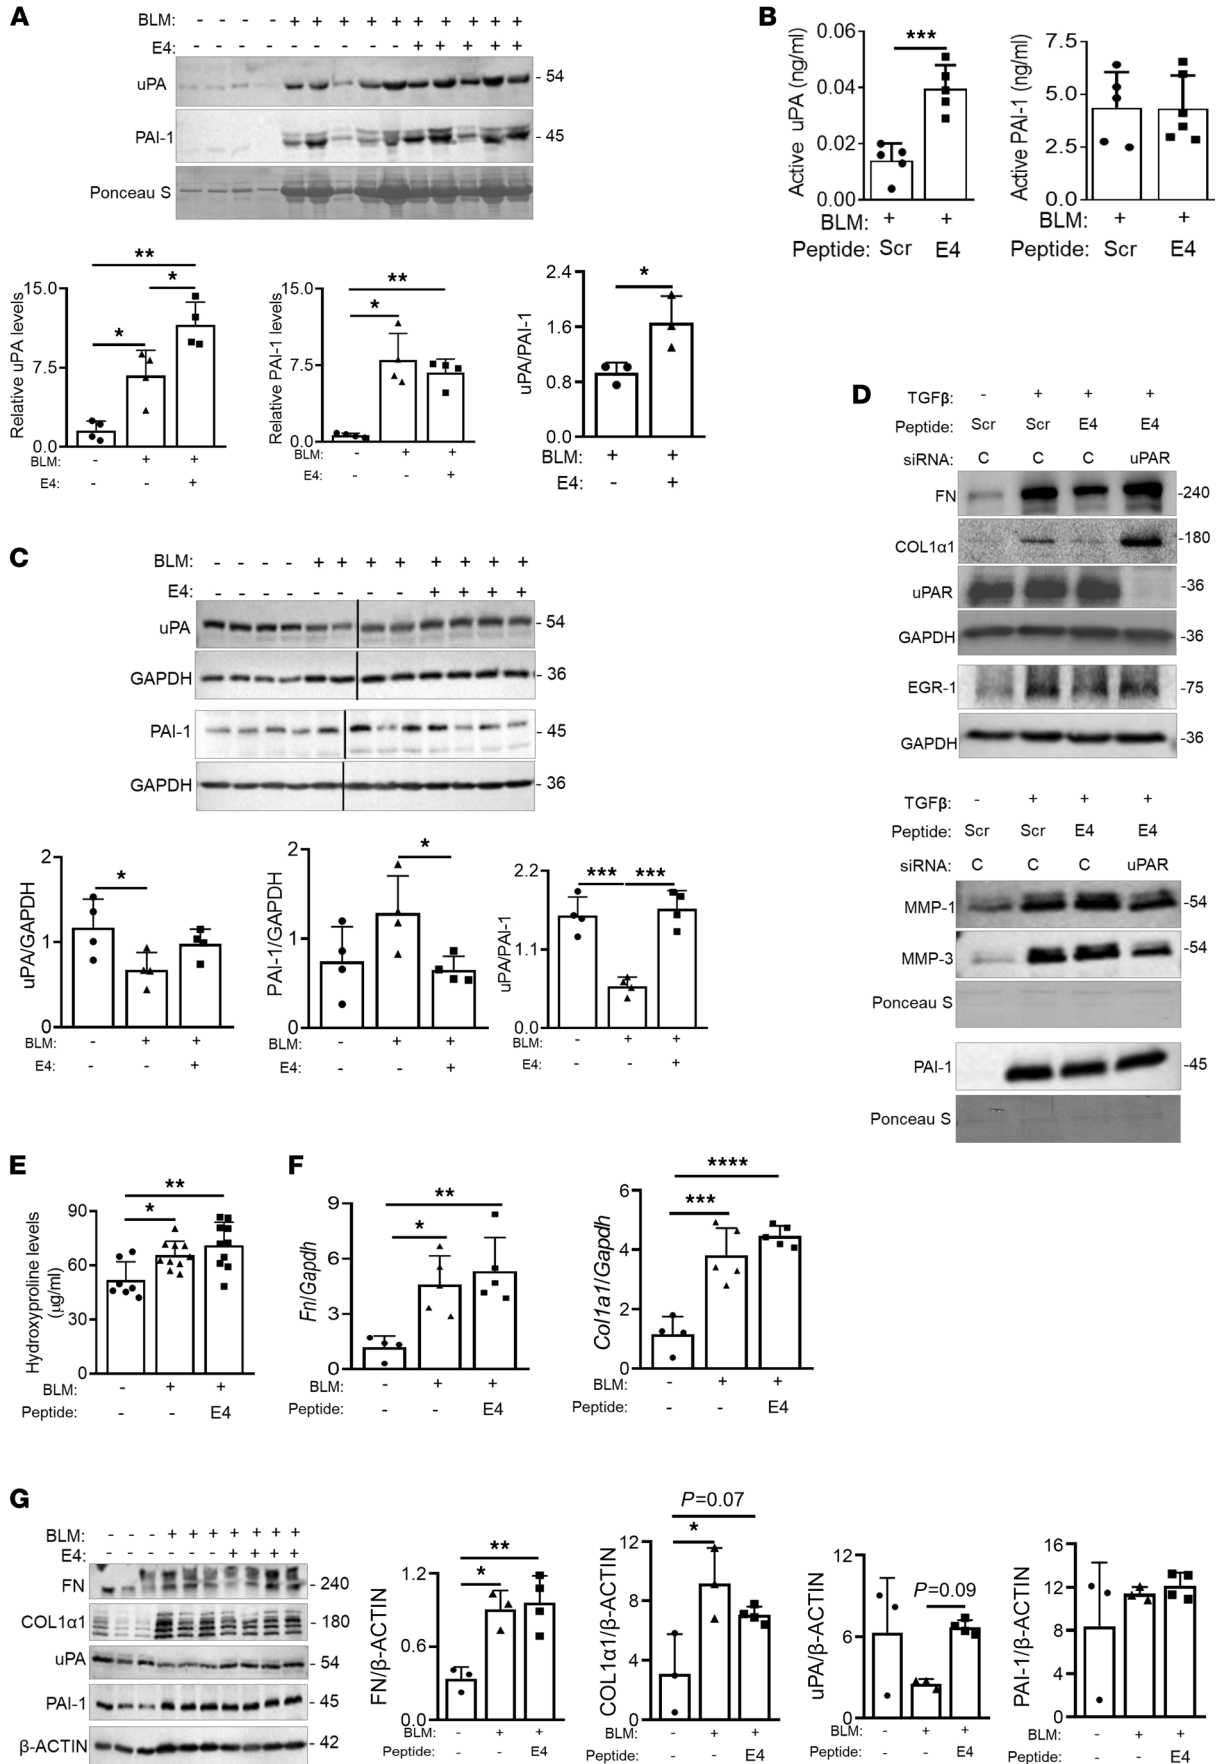 A
BLM: - - - - + + + + + + + + + +
E4: - - - - - - - - - + + + + +
uPA - 54
PAI-1 - 45
Ponceau S
Relative uPA levels
15.0
7.5
0.0
** * *
BLM: - + +
E4: - - +
Relative PAI-1 levels
15.0
7.5
0.0
** *
BLM: - + +
E4: - - +
uPA/PAI-1
2.4
1.6
0.8
0.0
*
BLM: + +
E4: - +
B
Active uPA (ng/ml)
0.06
0.04
0.02
0.00
***
BLM: + +
Peptide: Scr E4
Active PAI-1 (ng/ml)
7.5
5.0
2.5
0.0
BLM: + +
Peptide: Scr E4
C
BLM: - - - - + + + + + + + +
E4: - - - - - - - - + + + +
uPA - 54
GAPDH - 36
PAI-1 - 45
GAPDH - 36
uPA/GAPDH
2
1
0
*
BLM: - + +
E4: - - +
PAI-1/GAPDH
2
1
0
*
BLM: - + +
E4: - - +
uPA/PAI-1
2.2
1.1
0.0
*** ***
BLM: - + +
E4: - - +
D
TGFβ: - + + +
Peptide: Scr Scr E4 E4
siRNA: C C C uPAR
FN -240
COL1α1 -180
uPAR -36
GAPDH -36
EGR-1 -75
GAPDH -36
TGFβ: - + + +
Peptide: Scr Scr E4 E4
siRNA: C C C uPAR
MMP-1 -54
MMP-3 -54
Ponceau S
PAI-1 -45
Ponceau S
E
Hydroxyproline levels
(µg/ml)
90
60
30
0
** *
BLM: - + +
Peptide: - - E4
F
Fn/Gapdh
9
6
3
0
** *
BLM: - + +
Peptide: - - E4
Col1a1/Gapdh
6
4
2
0
**** ***
BLM: - + +
Peptide: - - E4
G
BLM: - - - + + + + + + +
E4: - - - - - - + + + +
FN - 240
COL1α1 - 180
uPA - 54
PAI-1 - 45
β-ACTIN - 42
FN/β-ACTIN
1.2
0.6
0.0
** *
BLM: - + +
Peptide: - - E4
COL1α1/β-ACTIN
12
8
4
0
P=0.07
*
BLM: - + +
Peptide: - - E4
uPA/β-ACTIN
12
6
0
P=0.09
BLM: - + +
Peptide: - - E4
PAI-1/β-ACTIN
16
12
8
4
0
BLM: - + +
Peptide: - - E4